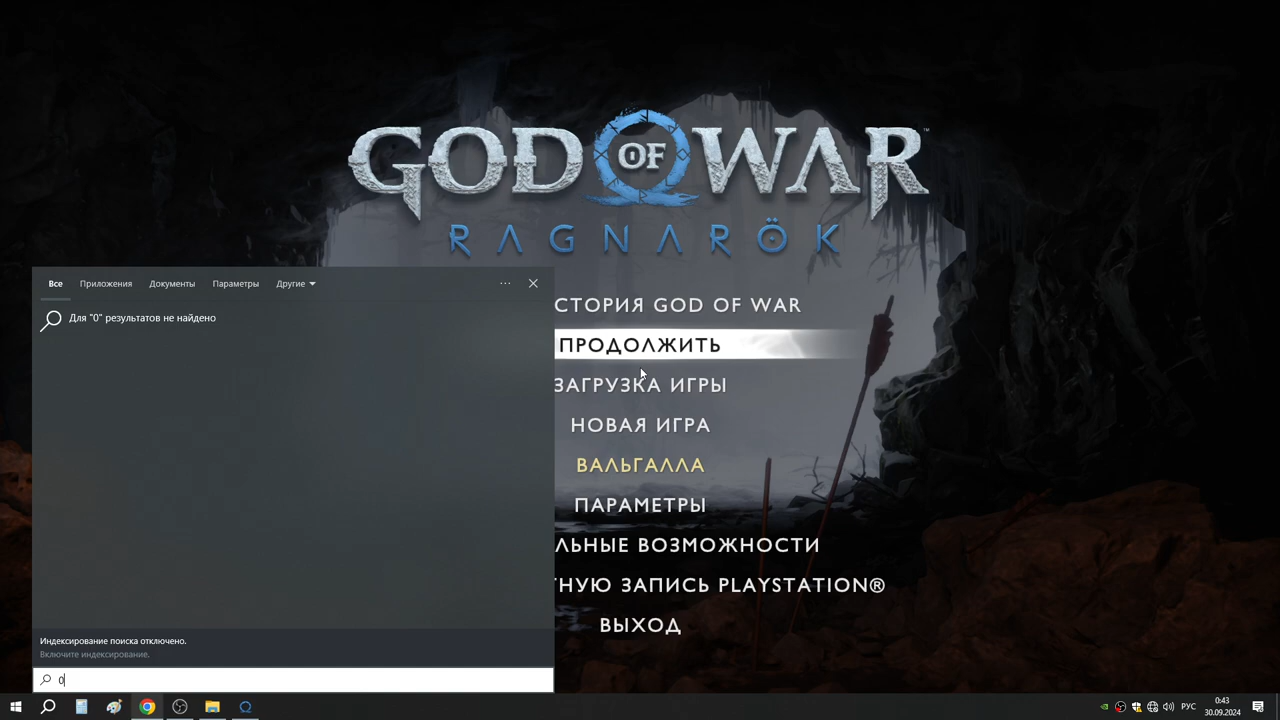 GOD OF WAR™
RAGNARÖK
Все Приложения Документы Параметры Другие
Для "0" результатов не найдено
СТОРИЯ GOD OF WAR
ПРОДОЛЖИТЬ
ЗАГРУЗКА ИГРЫ
НОВАЯ ИГРА
ВАЛЬГАЛЛА
ПАРАМЕТРЫ
ЛЬНЫЕ ВОЗМОЖНОСТИ
ТНУЮ ЗАПИСЬ PLAYSTATION®
ВЫХОД
Индексирование поиска отключено.
Включите индексирование.
0
РУС
0:43
30.09.2024